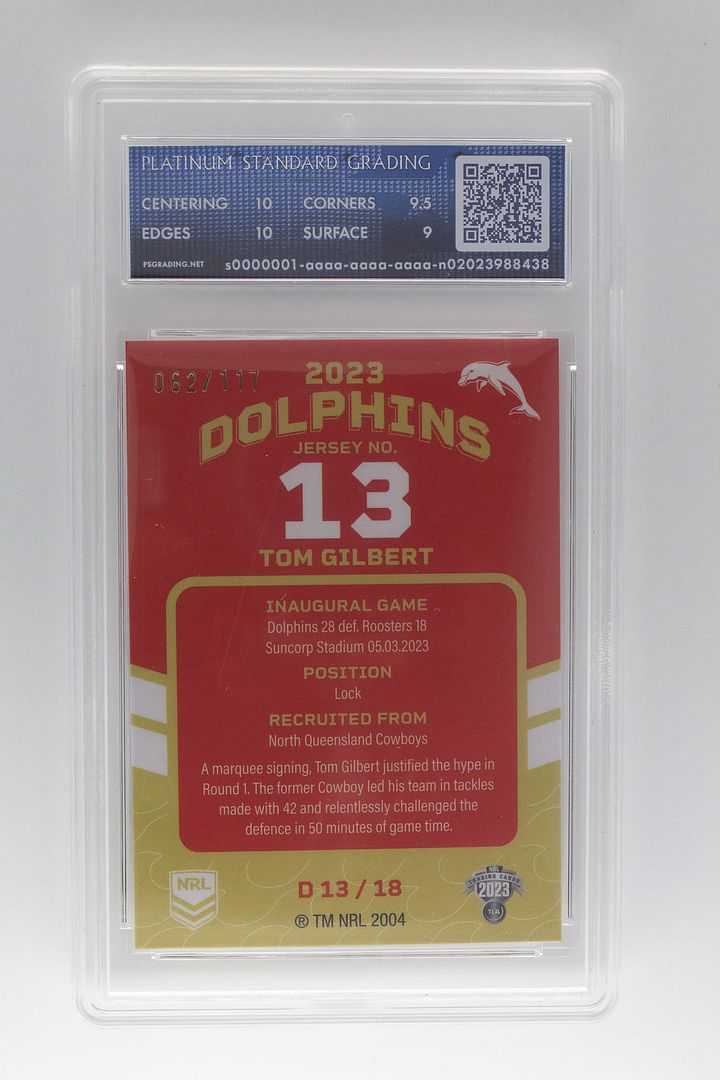 PLATINUM STANDARD GRADING
CENTERING 10 CORNERS 9.5
EDGES 10 SURFACE 9
PSGRADING.NET s0000001-aaaa-aaaa-aaaa-n02023988438
062/117
2023
DOLPHINS
JERSEY NO.
13
TOM GILBERT
INAUGURAL GAME
Dolphins 28 def. Roosters 18
Suncorp Stadium 05.03.2023
POSITION
Lock
RECRUITED FROM
North Queensland Cowboys
A marquee signing, Tom Gilbert justified the hype in
Round 1. The former Cowboy led his team in tackles
made with 42 and relentlessly challenged the
defence in 50 minutes of game time.
NRL
D 13 / 18
® TM NRL 2004
NRL
TRADING CARDS
2023
TLA